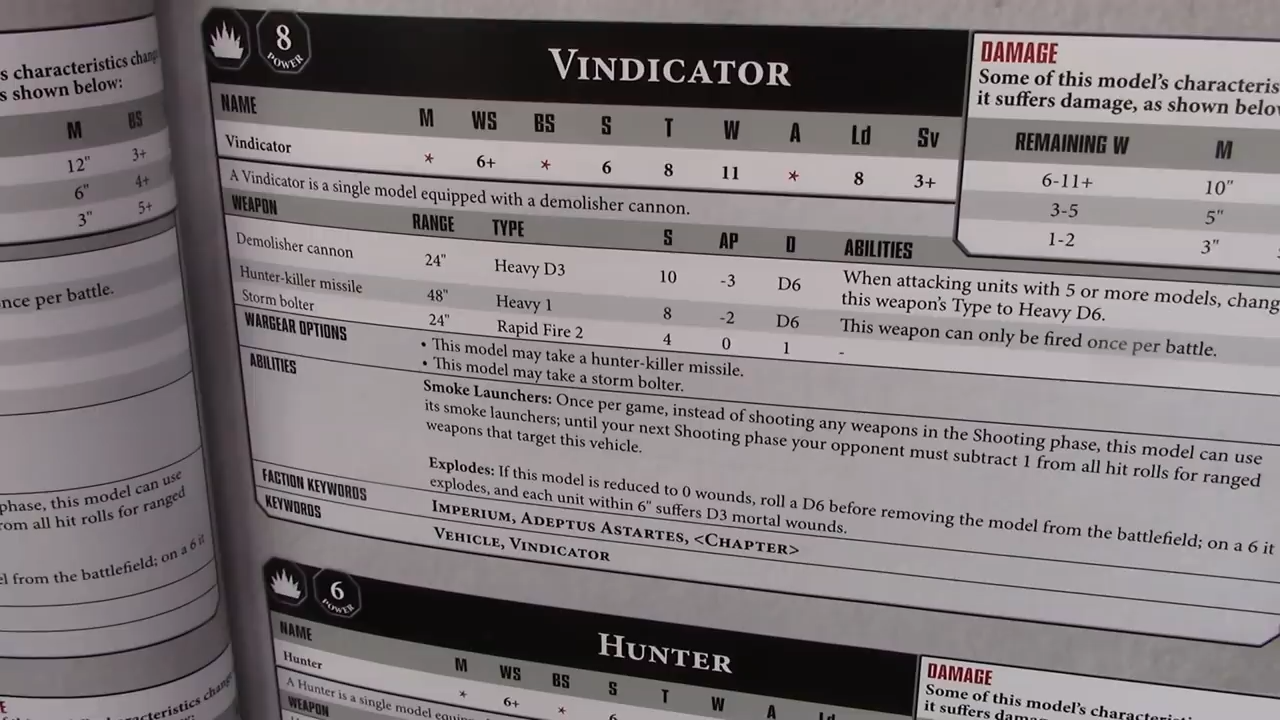 s characteristics chang
s shown below:
M BS
12" 3+
6" 4+
3" 5+
nce per battle.
phase, this model can use
rom all hit rolls for ranged
el from the battlefield; on a 6 it
8
POWER
VINDICATOR
NAME M WS BS S T W A Ld Sv
Vindicator * 6+ * 6 8 11 * 8 3+
A Vindicator is a single model equipped with a demolisher cannon.
WEAPON RANGE TYPE S AP D ABILITIES
Demolisher cannon 24" Heavy D3 10 -3 D6 When attacking units with 5 or more models, chang
this weapon's Type to Heavy D6.
Hunter-killer missile 48" Heavy 1 8 -2 D6 This weapon can only be fired once per battle.
Storm bolter 24" Rapid Fire 2 4 0 1 -
WARGEAR OPTIONS • This model may take a hunter-killer missile.
• This model may take a storm bolter.
ABILITIES Smoke Launchers: Once per game, instead of shooting any weapons in the Shooting phase, this model can use
its smoke launchers; until your next Shooting phase your opponent must subtract 1 from all hit rolls for ranged
weapons that target this vehicle.
Explodes: If this model is reduced to 0 wounds, roll a D6 before removing the model from the battlefield; on a 6 it
explodes, and each unit within 6" suffers D3 mortal wounds.
FACTION KEYWORDS IMPERIUM, ADEPTUS ASTARTES, <CHAPTER>
KEYWORDS VEHICLE, VINDICATOR
DAMAGE
Some of this model's characteris
it suffers damage, as shown below
REMAINING W M
6-11+ 10"
3-5 5"
1-2 3"
6
POWER
HUNTER
NAME M WS BS S T W A Ld
Hunter * 6+ * 6
A Hunter is a single model equip
WEAPON
DAMAGE
Some of this model's characterist
it suffers dama